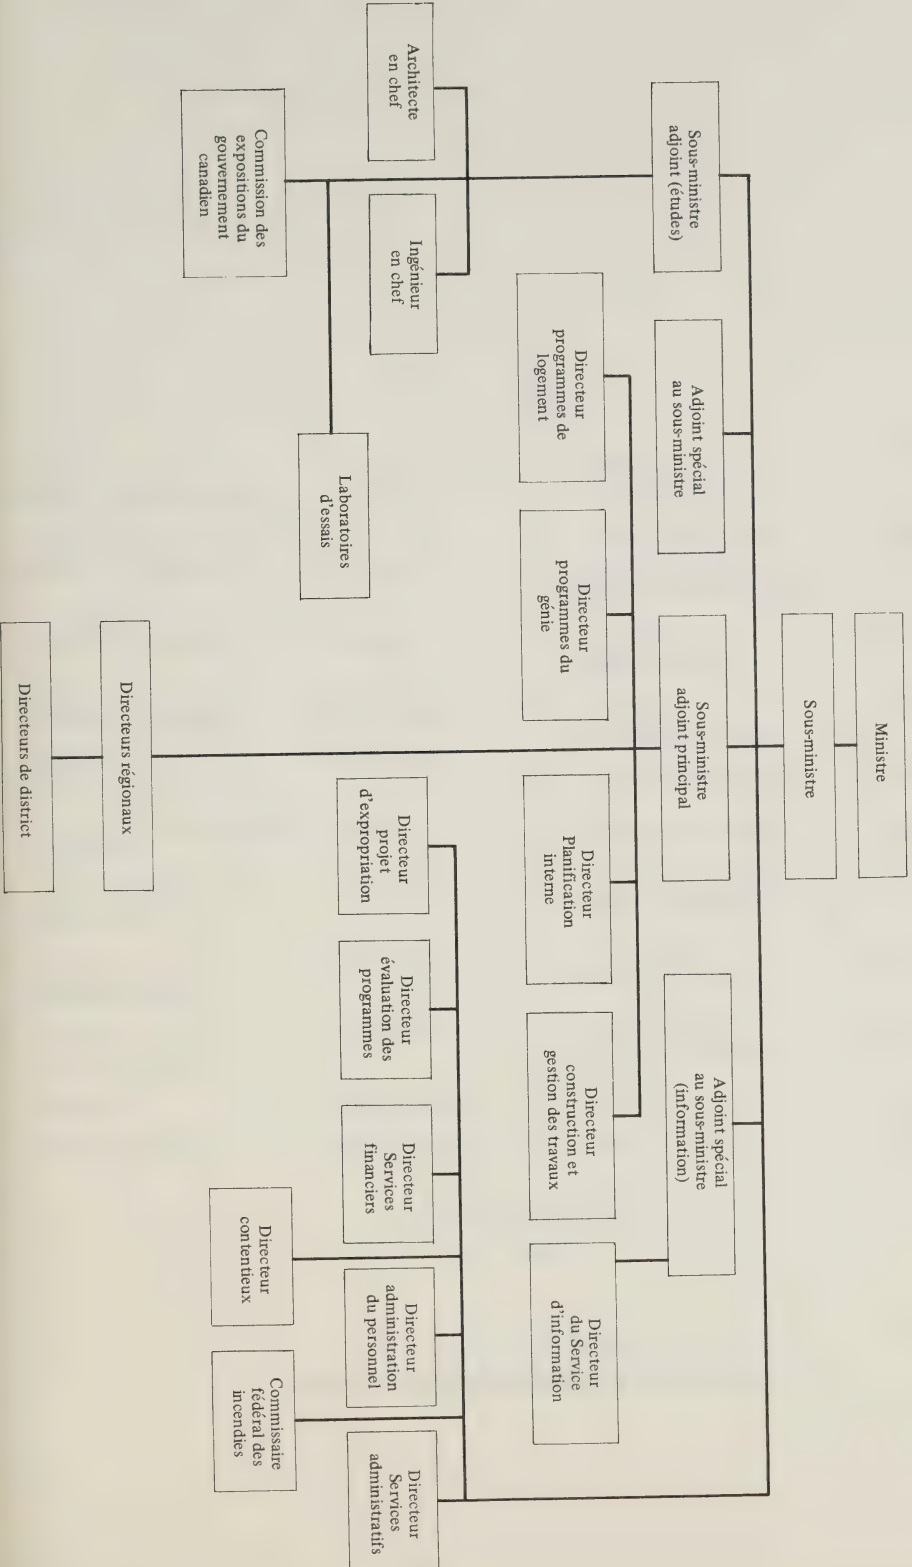 Ministre
Sous-ministre
Sous-ministre
adjoint (études)
Adjoint spécial
au sous-ministre
Sous-ministre
adjoint principal
Adjoint spécial
au sous-ministre
(information)
Directeur
programmes de
logement
Directeur
programmes du
génie
Directeur
Planification
interne
Directeur
construction et
gestion des travaux
Directeur
du Service
d'information
Architecte
en chef
Ingénieur
en chef
Directeur
projet
d'expropriation
Directeur
évaluation des
programmes
Directeur
Services
financiers
Directeur
administration
du personnel
Directeur
Services
administratifs
Laboratoires
d'essais
Commission des
expositions du
gouvernement
canadien
Directeur
contentieux
Commissaire
fédéral des
incendies
Directeurs régionaux
Directeurs de district